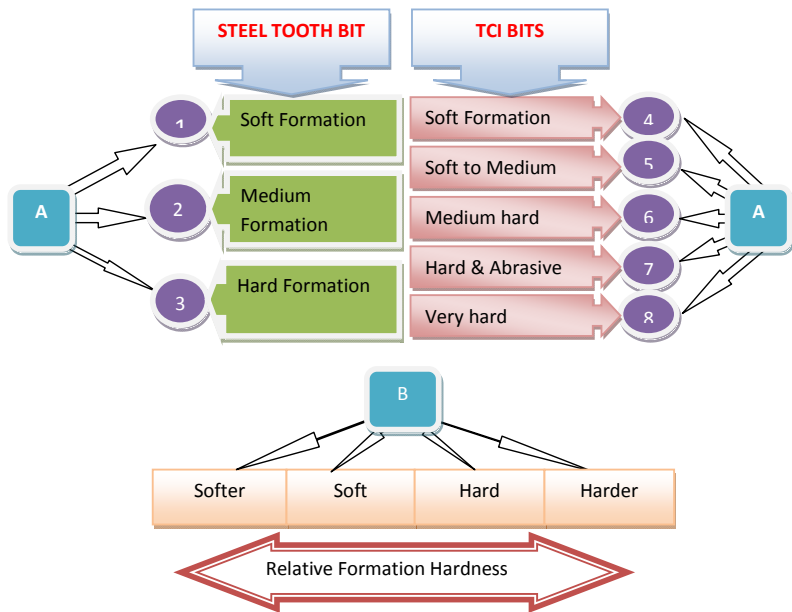 STEEL TOOTH BIT
TCI BITS
1
Soft Formation
Soft Formation
4
Soft to Medium
5
A
2
Medium
Formation
Medium hard
6
A
Hard & Abrasive
7
3
Hard Formation
Very hard
8
B
Softer
Soft
Hard
Harder
Relative Formation Hardness